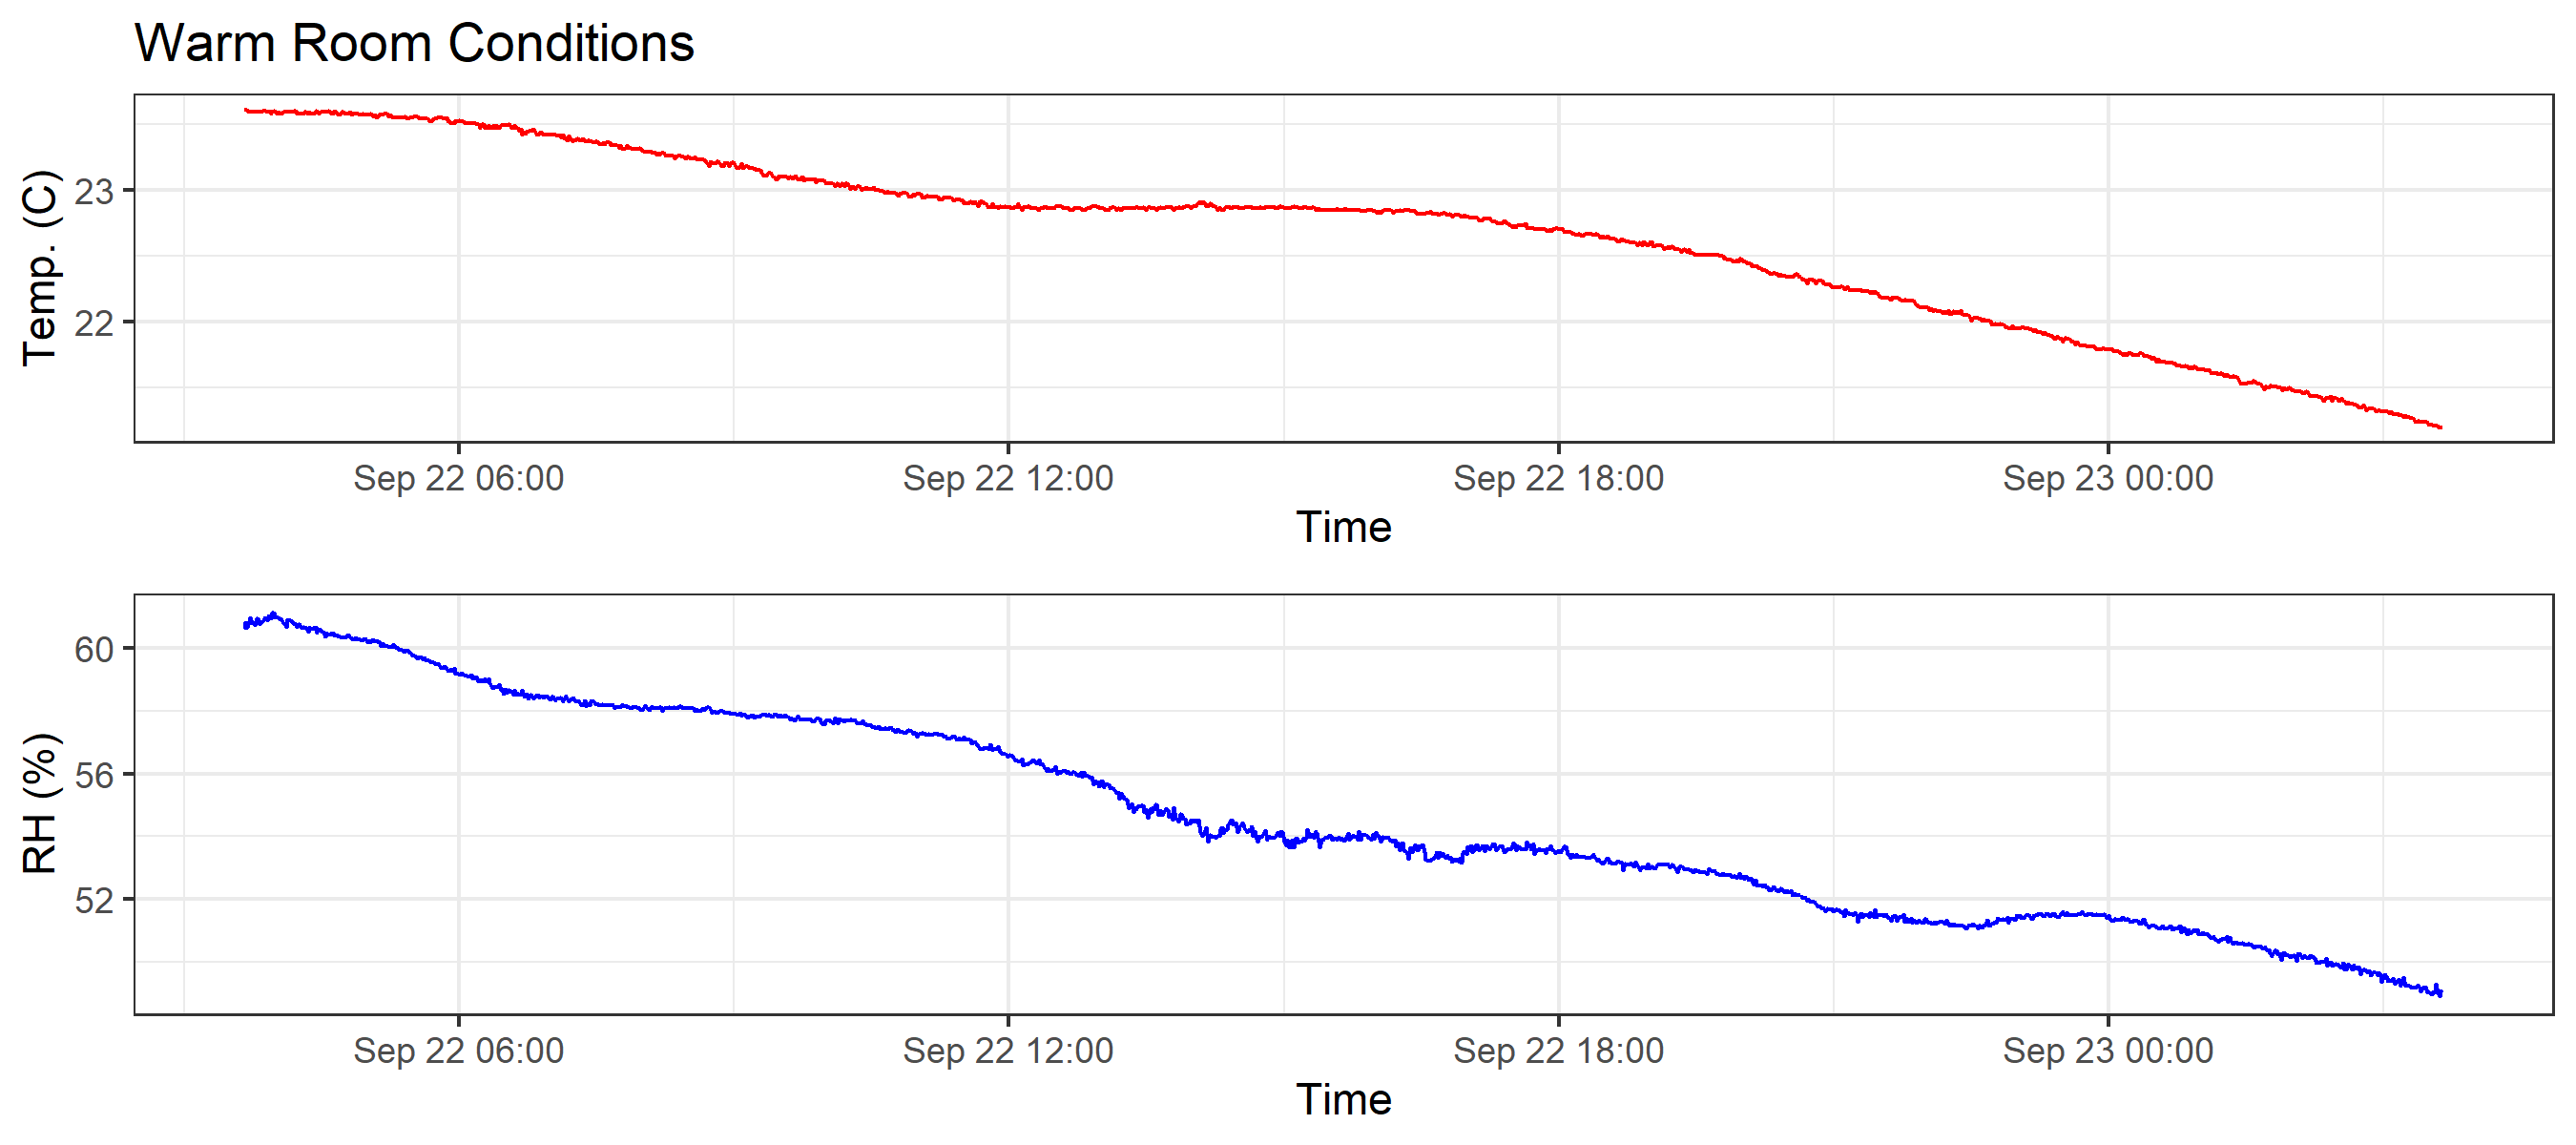 Warm Room Conditions
Temp. (C)
23
22
Sep 22 06:00 Sep 22 12:00 Sep 22 18:00 Sep 23 00:00
Time
RH (%)
60
56
52
Sep 22 06:00 Sep 22 12:00 Sep 22 18:00 Sep 23 00:00
Time